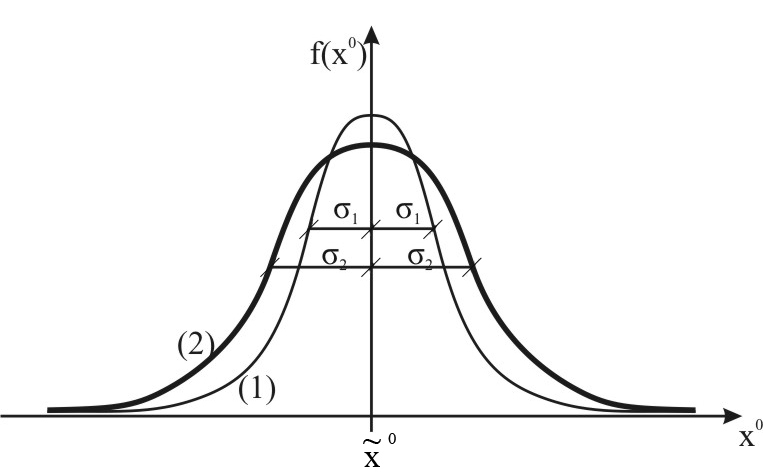 f(x⁰)
σ₁ σ₁
σ₂ σ₂
(2)
(1)
x⁰
x̃⁰